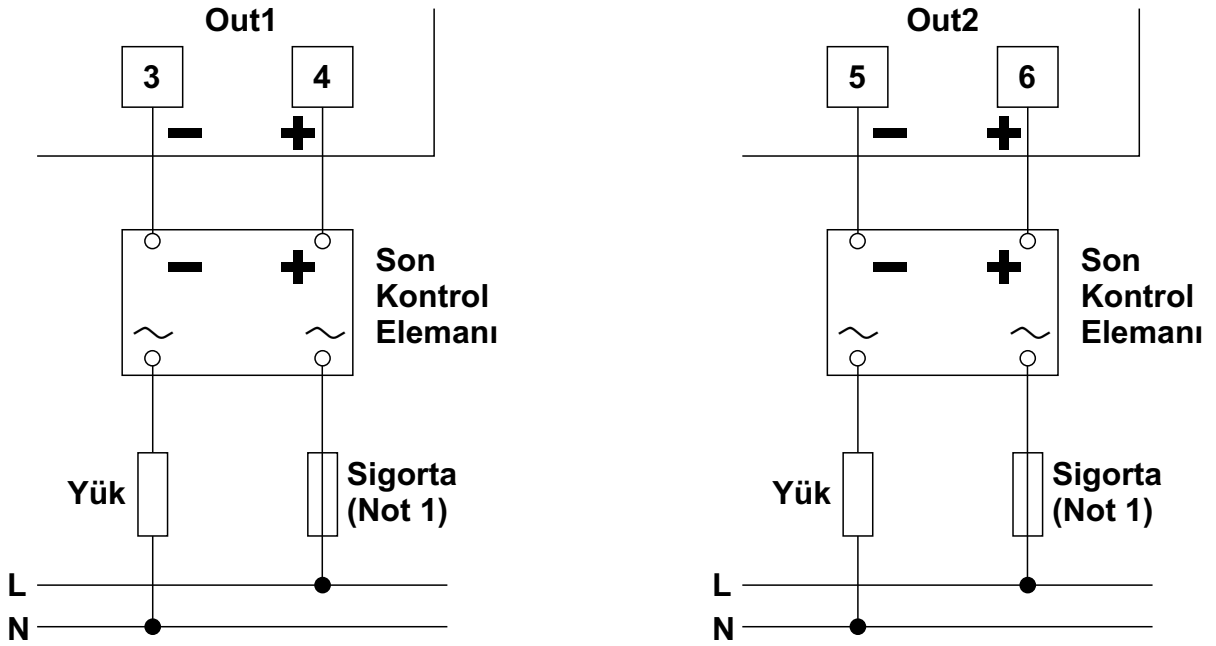 Out1
3
4
Son
Kontrol
Elemanı
Yük
Sigorta
(Not 1)
L
N
Out2
5
6
Son
Kontrol
Elemanı
Yük
Sigorta
(Not 1)
L
N